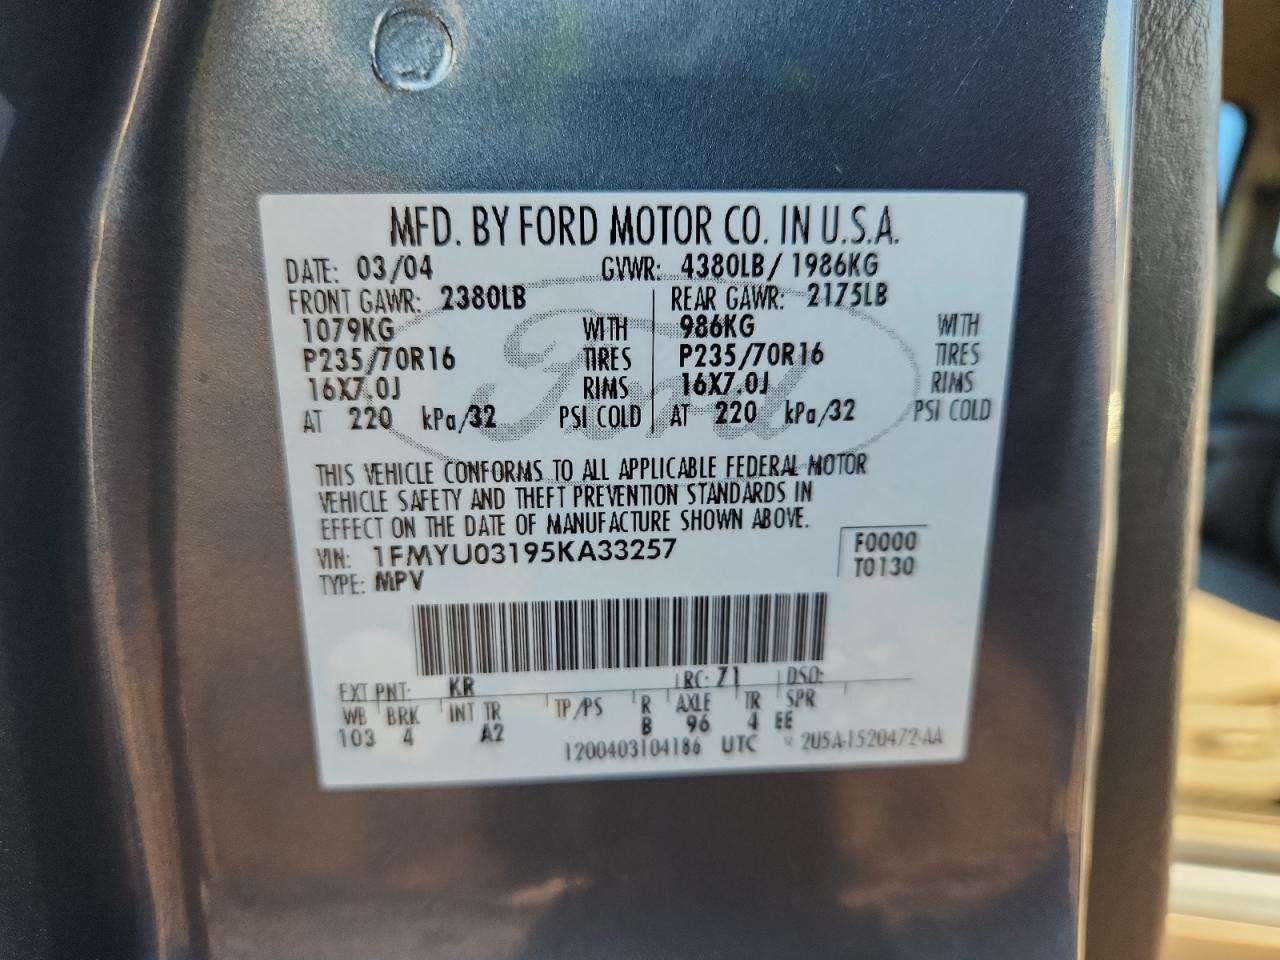 MFD. BY FORD MOTOR CO. IN U.S.A.
DATE: 03/04 GVWR: 4380LB/ 1986KG
FRONT GAWR: 2380LB REAR GAWR: 2175LB
1079KG WITH 986KG WITH
P235/70R16 TIRES P235/70R16 TIRES
16X7.0J RIMS 16X7.0J RIMS
AT 220 kPa/32 PSI COLD AT 220 kPa/32 PSI COLD
Ford
THIS VEHICLE CONFORMS TO ALL APPLICABLE FEDERAL MOTOR
VEHICLE SAFETY AND THEFT PREVENTION STANDARDS IN
EFFECT ON THE DATE OF MANUFACTURE SHOWN ABOVE.
VIN: 1FMYU03195KA33257 F0000
TYPE: MPV T0130
EXT PNT: KR RC: 71 DSO:
WB BRK INT TR TP/PS R AXLE TR SPR
103 4 A2 B 96 4 EE
1200403104186 UTC 2U5A-1520472-AA